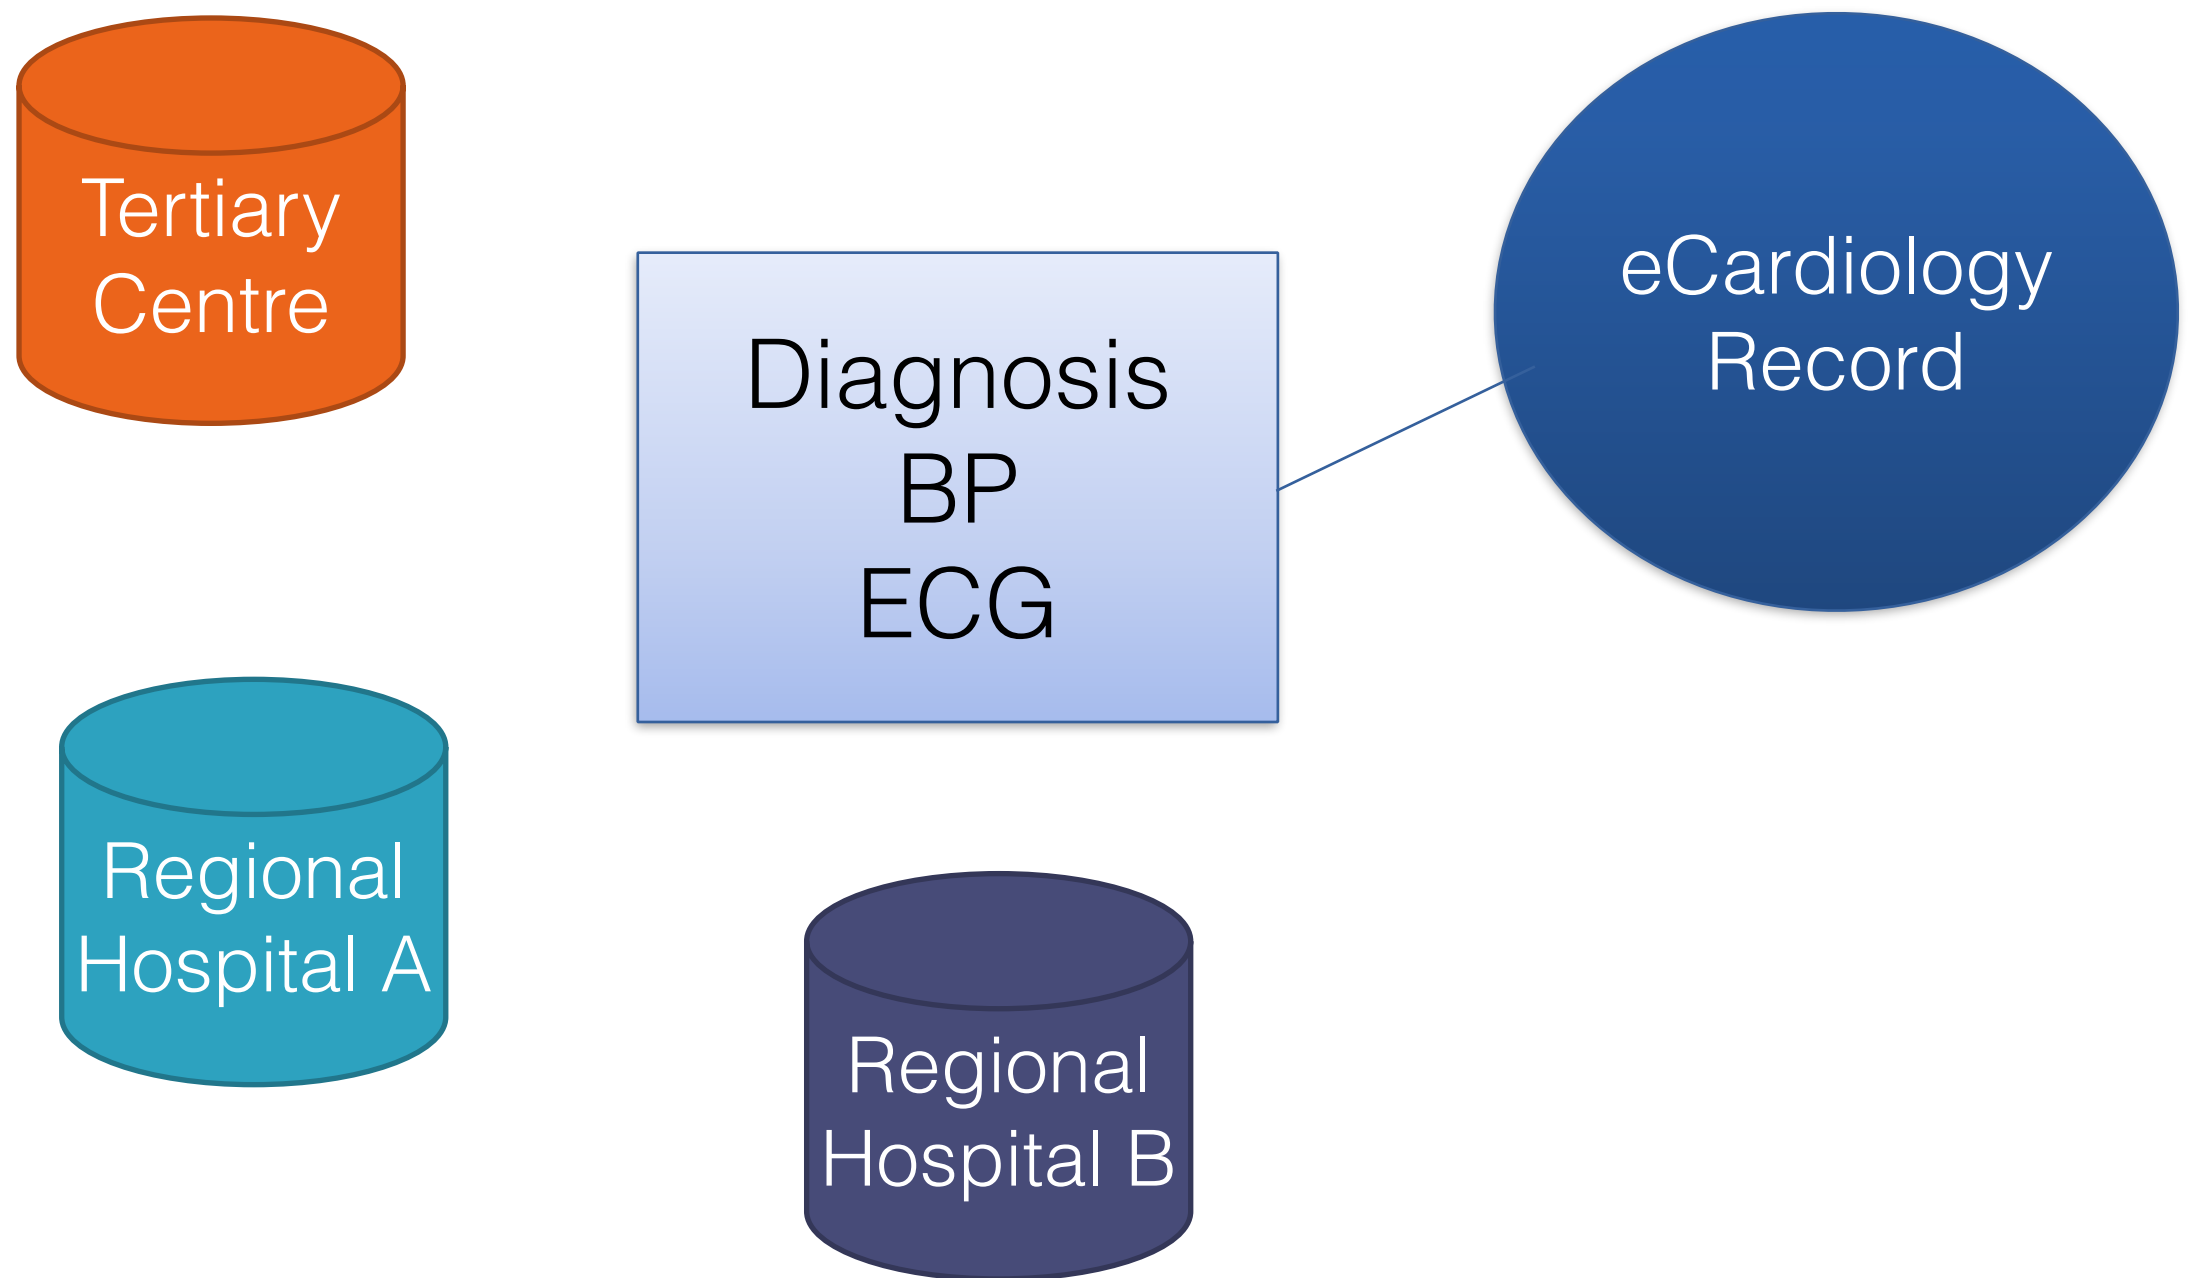 Tertiary
Centre
eCardiology
Record
Diagnosis
BP
ECG
Regional
Hospital A
Regional
Hospital B